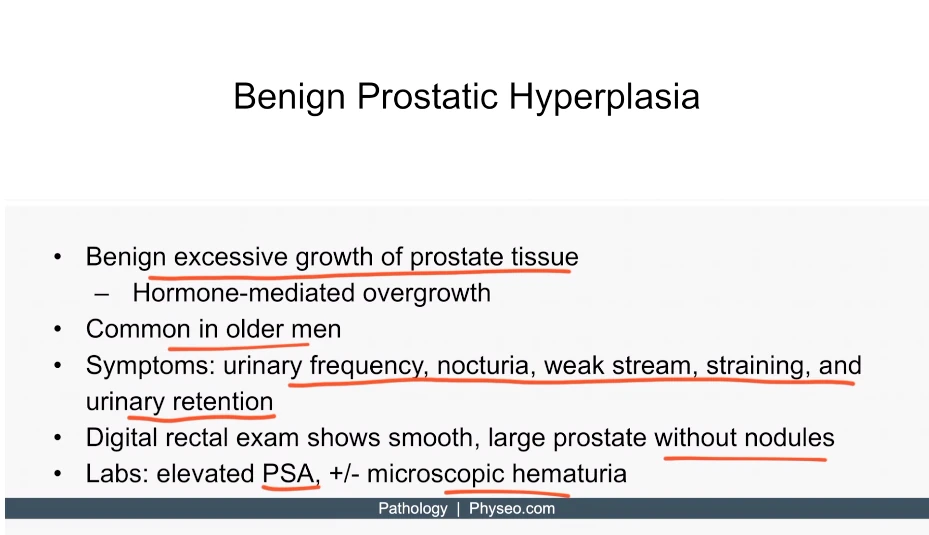 Benign Prostatic Hyperplasia
• Benign excessive growth of prostate tissue
– Hormone-mediated overgrowth
• Common in older men
• Symptoms: urinary frequency, nocturia, weak stream, straining, and
urinary retention
• Digital rectal exam shows smooth, large prostate without nodules
• Labs: elevated PSA, +/- microscopic hematuria
Pathology | Physeo.com